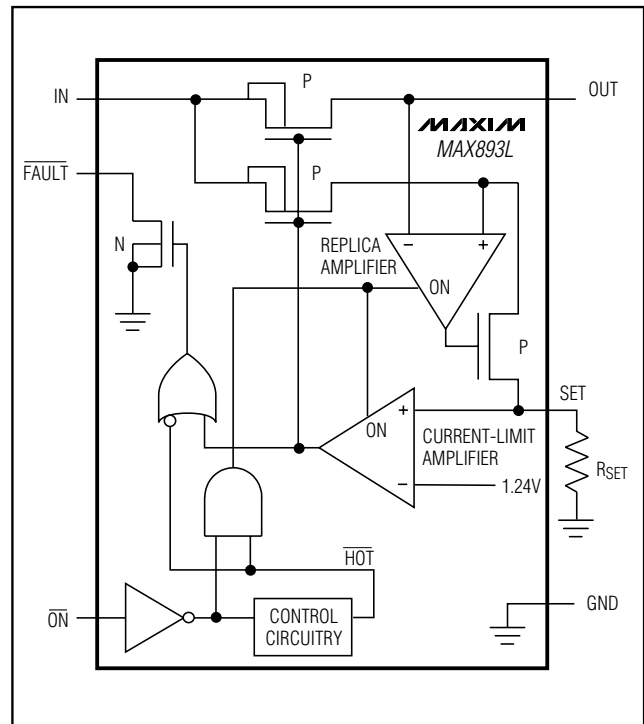 P
IN
OUT
MAXIM
MAX893L
FAULT
P
N
REPLICA
AMPLIFIER
−
+
ON
P
SET
+
ON
CURRENT-LIMIT
AMPLIFIER
−
1.24V
RSET
HOT
GND
ON
CONTROL
CIRCUITRY